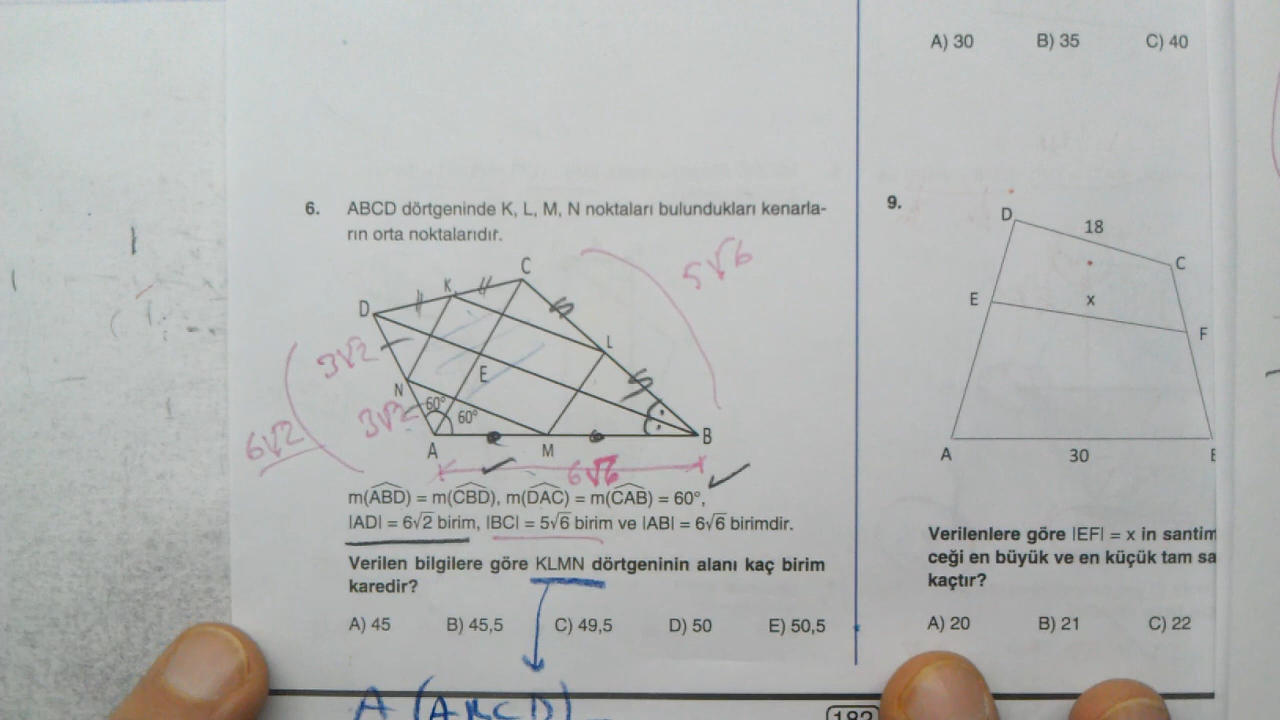 6. ABCD dörtgeninde K, L, M, N noktaları bulundukları kenarla-
rın orta noktalarıdır.
C
K
D
5√6
L
3√2
E
N
60°
60°
3√2
6√2
A
M
B
6√6
m(ABD) = m(CBD), m(DAC) = m(CAB) = 60°,
|AD| = 6√2 birim, |BC| = 5√6 birim ve |AB| = 6√6 birimdir.
Verilen bilgilere göre KLMN dörtgeninin alanı kaç birim
karedir?
A) 45 B) 45,5 C) 49,5 D) 50 E) 50,5
A (ABCD)
182
A) 30 B) 35 C) 40
9.
D
18
C
E
x
F
A
30
Verilenlere göre |EF| = x in santim
ceği en büyük ve en küçük tam sa
kaçtır?
A) 20 B) 21 C) 22